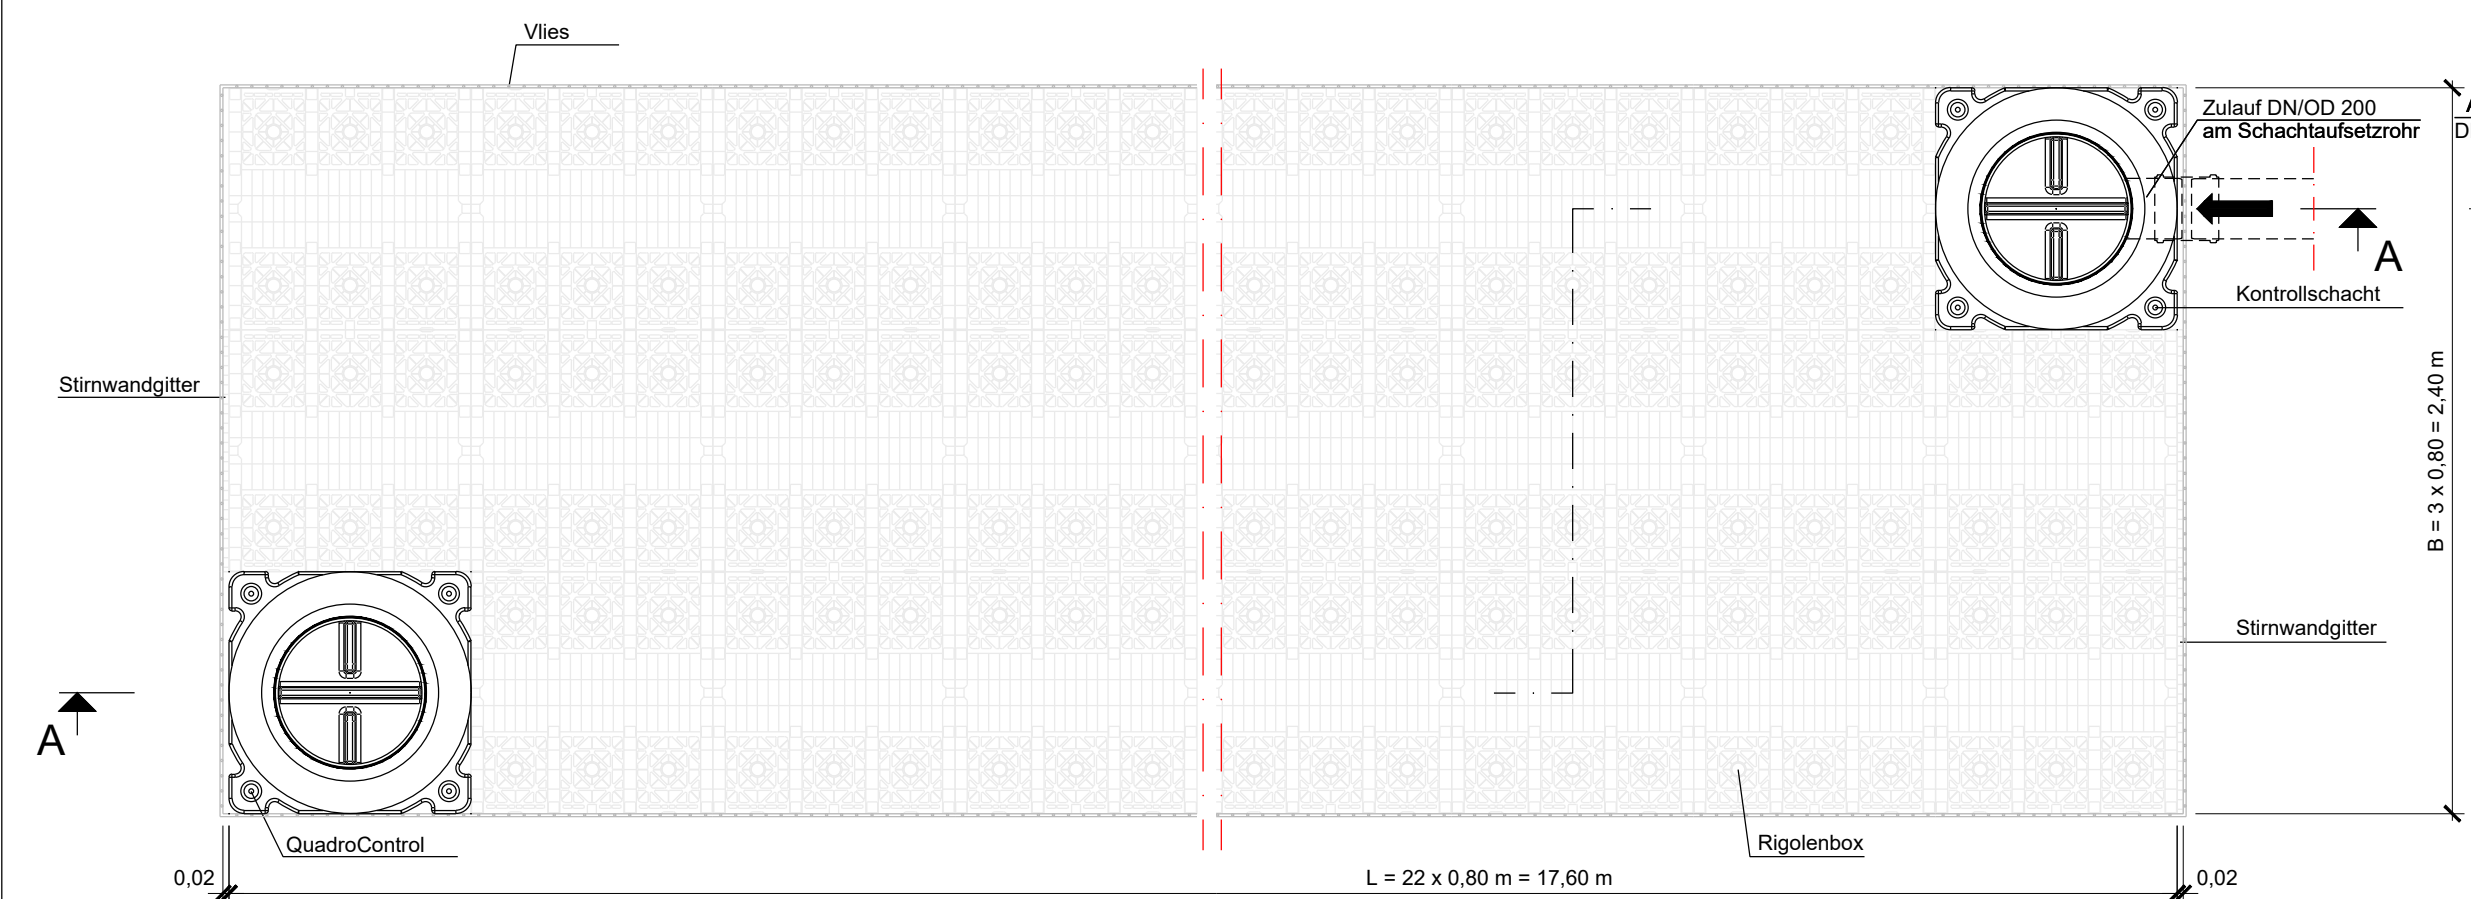 Vlies
Zulauf DN/OD 200
am Schachtaufsetzrohr
A
Kontrollschacht
Stirnwandgitter
B = 3 x 0,80 = 2,40 m
Stirnwandgitter
A
QuadroControl
Rigolenbox
0,02
L = 22 x 0,80 m = 17,60 m
0,02